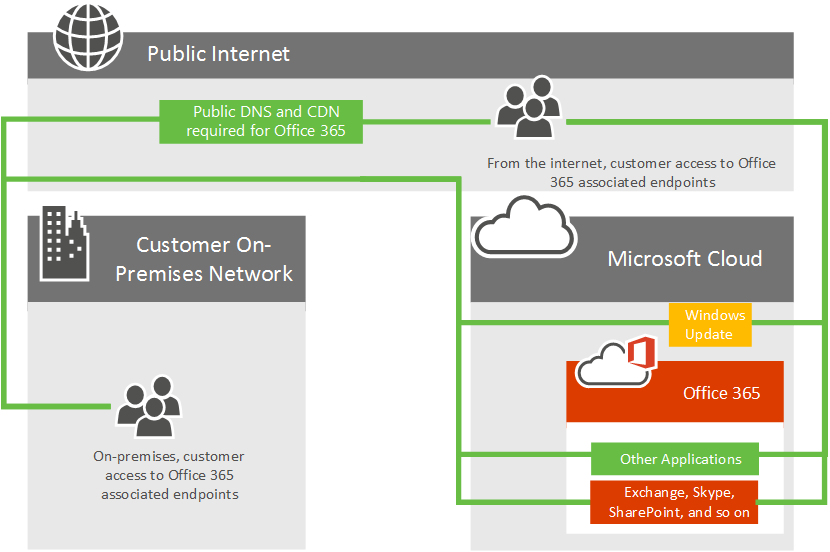 Public Internet
Public DNS and CDN
required for Office 365
From the internet, customer access to Office
365 associated endpoints
Customer On-
Premises Network
Microsoft Cloud
Windows
Update
Office 365
On-premises, customer
access to Office 365
associated endpoints
Other Applications
Exchange, Skype,
SharePoint, and so on